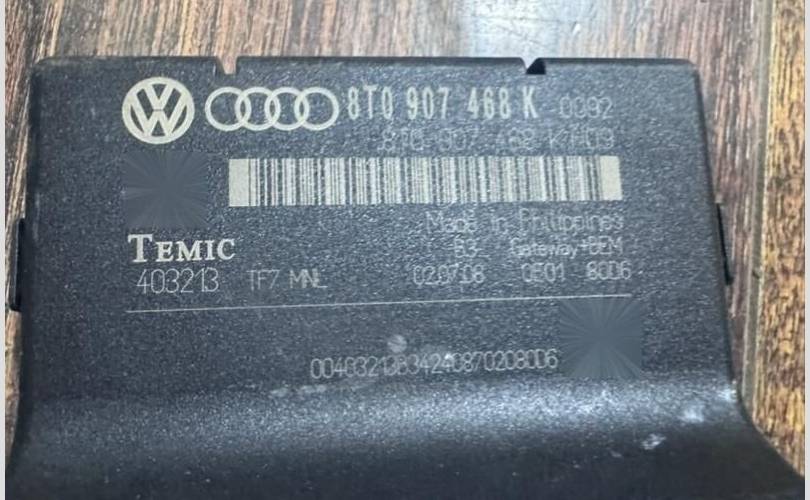 8T0 907 468 K 0092
8T0 907 468 K H09
Made in Philippines
TEMIC B3 Gateway+BEM
403213 TF7 MNL 02.07.08 0E01 8006